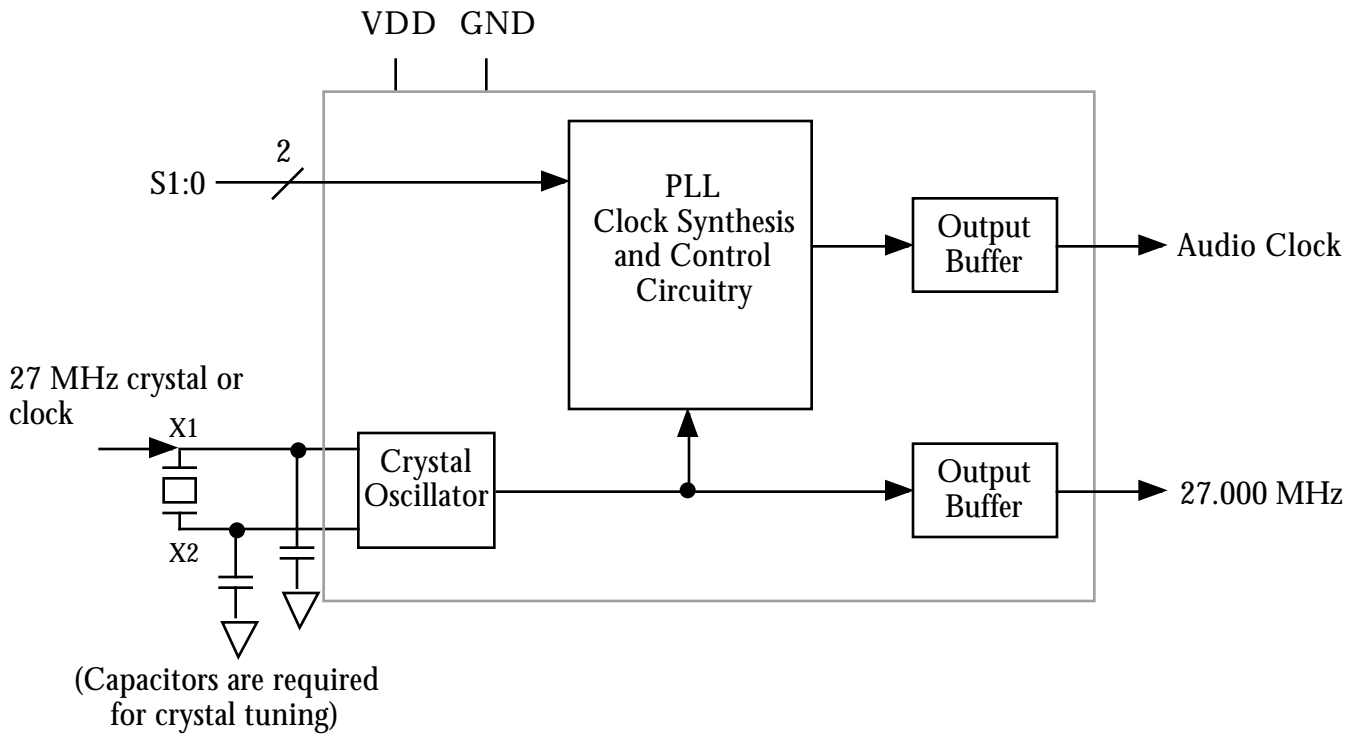 VDD GND
2
S1:0
PLL
Clock Synthesis
and Control
Circuitry
Output
Buffer
Audio Clock
27 MHz crystal or
clock
X1
Crystal
Oscillator
Output
Buffer
27.000 MHz
X2
(Capacitors are required
for crystal tuning)